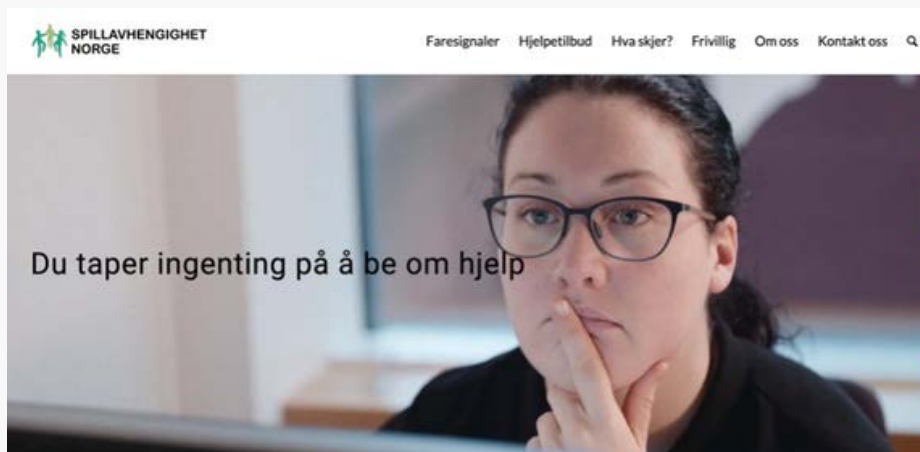 SPILLAVHENGIGHET
NORGE
Faresignaler Hjelpetilbud Hva skjer? Frivillig Om oss Kontakt oss
Du taper ingenting på å be om hjelp